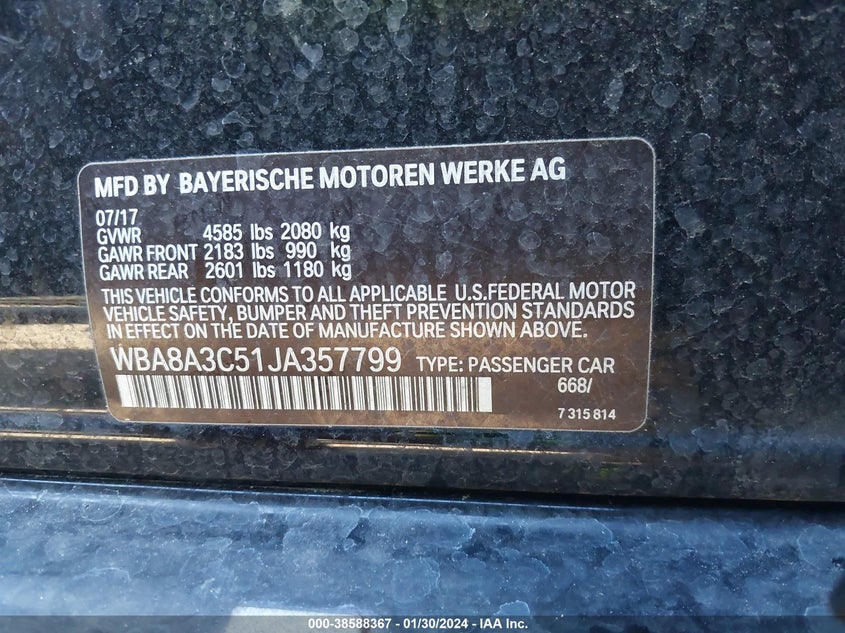 MFD BY BAYERISCHE MOTOREN WERKE AG
07/17
GVWR 4585 lbs 2080 kg
GAWR FRONT 2183 lbs 990 kg
GAWR REAR 2601 lbs 1180 kg
THIS VEHICLE CONFORMS TO ALL APPLICABLE U.S.FEDERAL MOTOR
VEHICLE SAFETY, BUMPER AND THEFT PREVENTION STANDARDS
IN EFFECT ON THE DATE OF MANUFACTURE SHOWN ABOVE.
WBA8A3C51JA357799 TYPE: PASSENGER CAR
668/
7 315 814
000-38588367 - 01/30/2024 - IAA Inc.